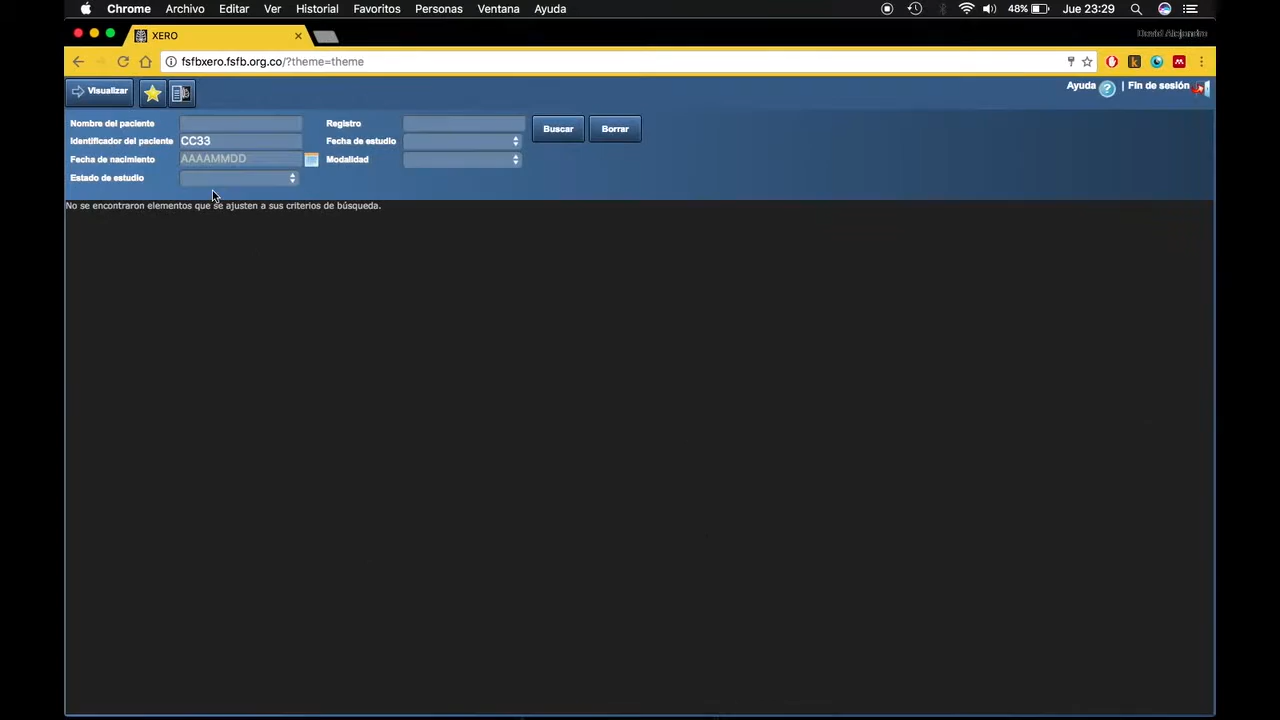 Chrome Archivo Editar Ver Historial Favoritos Personas Ventana Ayuda 48% Jue 23:29
XERO
David Alejandro
fsfbxero.fsfb.org.co/?theme=theme
Visualizar
Ayuda ? | Fin de sesión
Nombre del paciente Registro Buscar Borrar
Identificador del paciente CC33 Fecha de estudio
Fecha de nacimiento AAAAMMDD Modalidad
Estado de estudio
No se encontraron elementos que se ajusten a sus criterios de búsqueda.